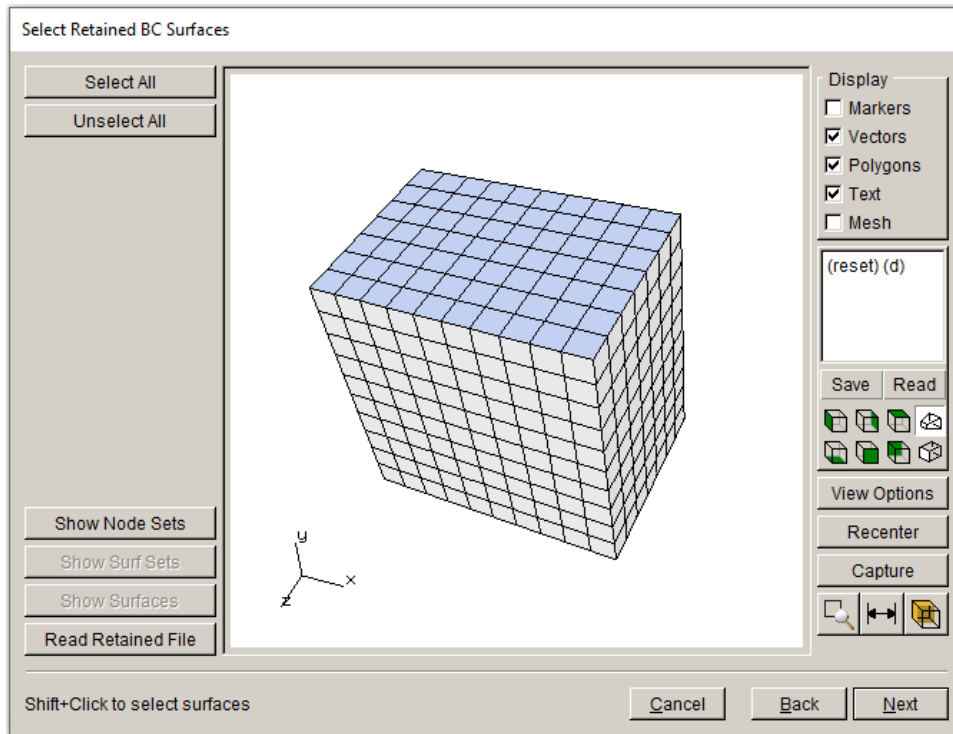 Select Retained BC Surfaces
Select All
Unselect All
Show Node Sets
Show Surf Sets
Show Surfaces
Read Retained File
y
x
z
Display
Markers
Vectors
Polygons
Text
Mesh
(reset) (d)
Save Read
View Options
Recenter
Capture
Shift+Click to select surfaces
Cancel Back Next